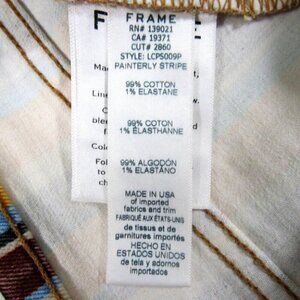 FRAME
RN# 139021
CA# 19371
CUT# 2860
STYLE: LCPS009P
PAINTERLY STRIPE
99% COTTON
1% ELASTANE
99% COTON
1% ÉLASTHANNE
99% ALGODÓN
1% ELASTANO
MADE IN USA
of imported
fabrics and trim
FABRIQUÉ AUX ÉTATS-UNIS
de tissus et de
garnitures importés
HECHO EN
ESTADOS UNIDOS
de tela y adornos
importados